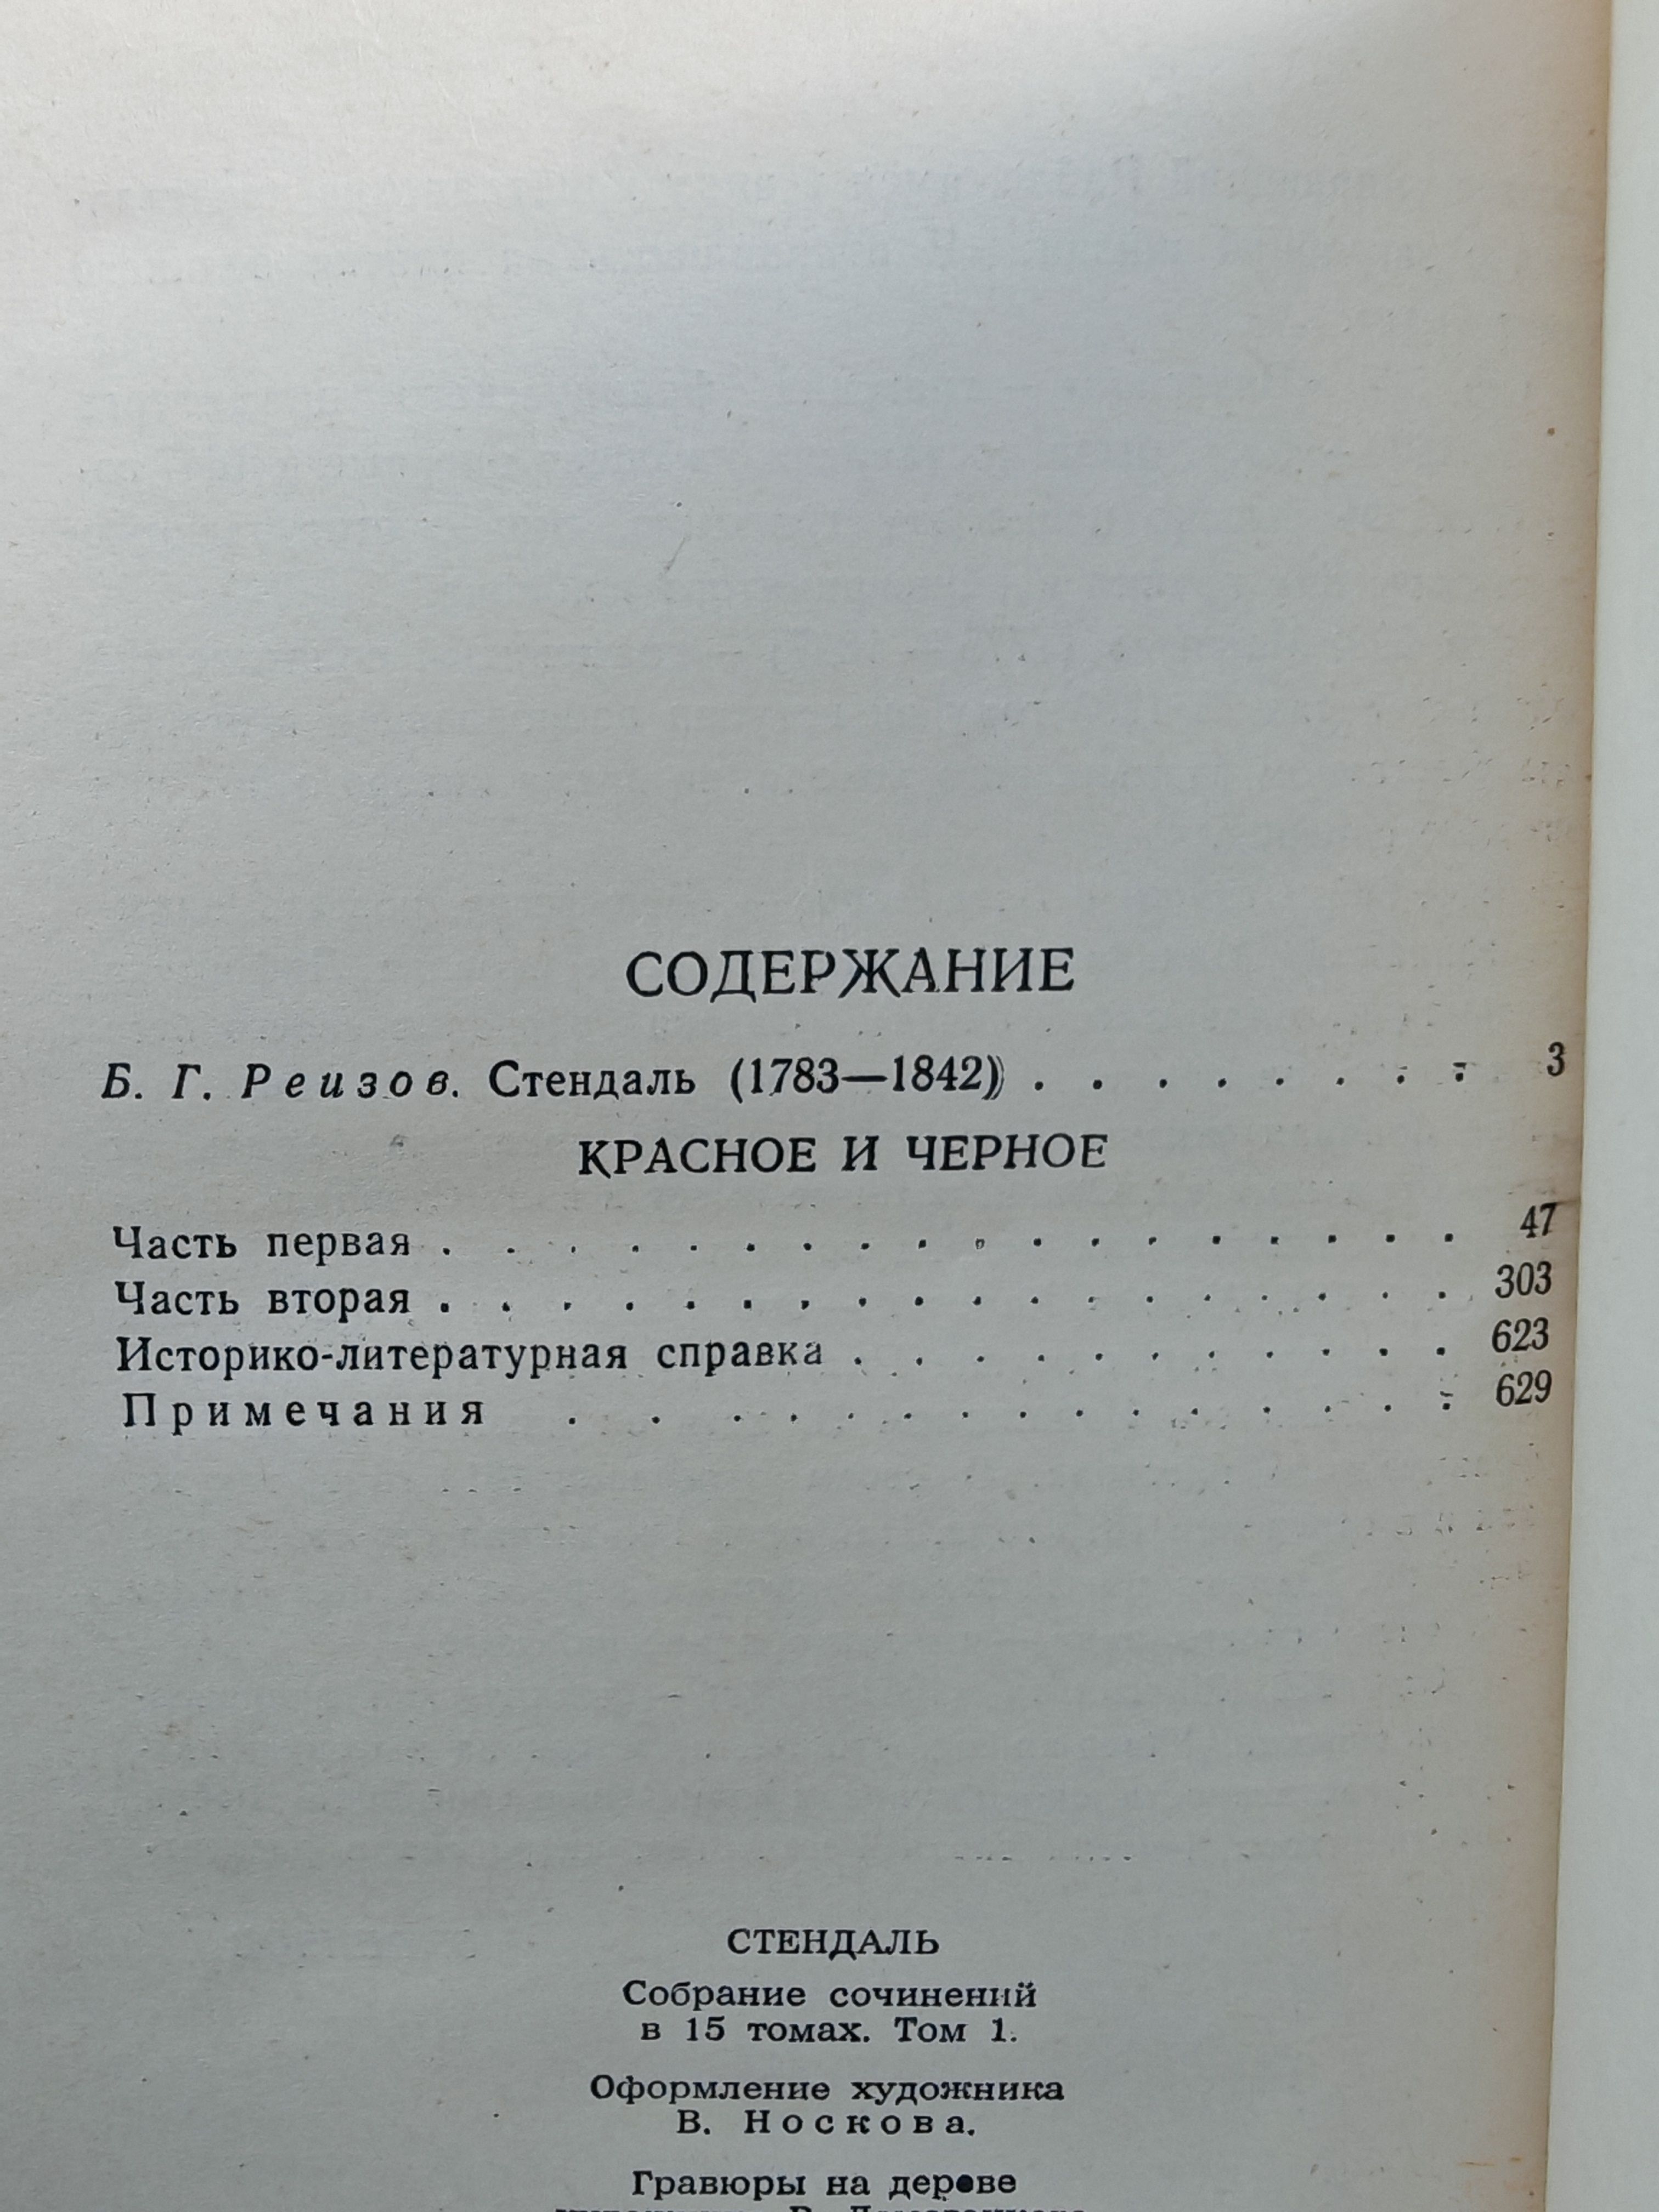 СОДЕРЖАНИЕ
Б. Г. Реизов. Стендаль (1783—1842) . . . . . . . . . 3
КРАСНОЕ И ЧЕРНОЕ
Часть первая . . . . . . . . . . . . . . . . . . 47
Часть вторая . . . . . . . . . . . . . . . . . . 303
Историко-литературная справка . . . . . . . . . . . 623
Примечания . . . . . . . . . . . . . . . 629
СТЕНДАЛЬ
Собрание сочинений
в 15 томах. Том 1.
Оформление художника
В. Носкова.
Гравюры на дереве